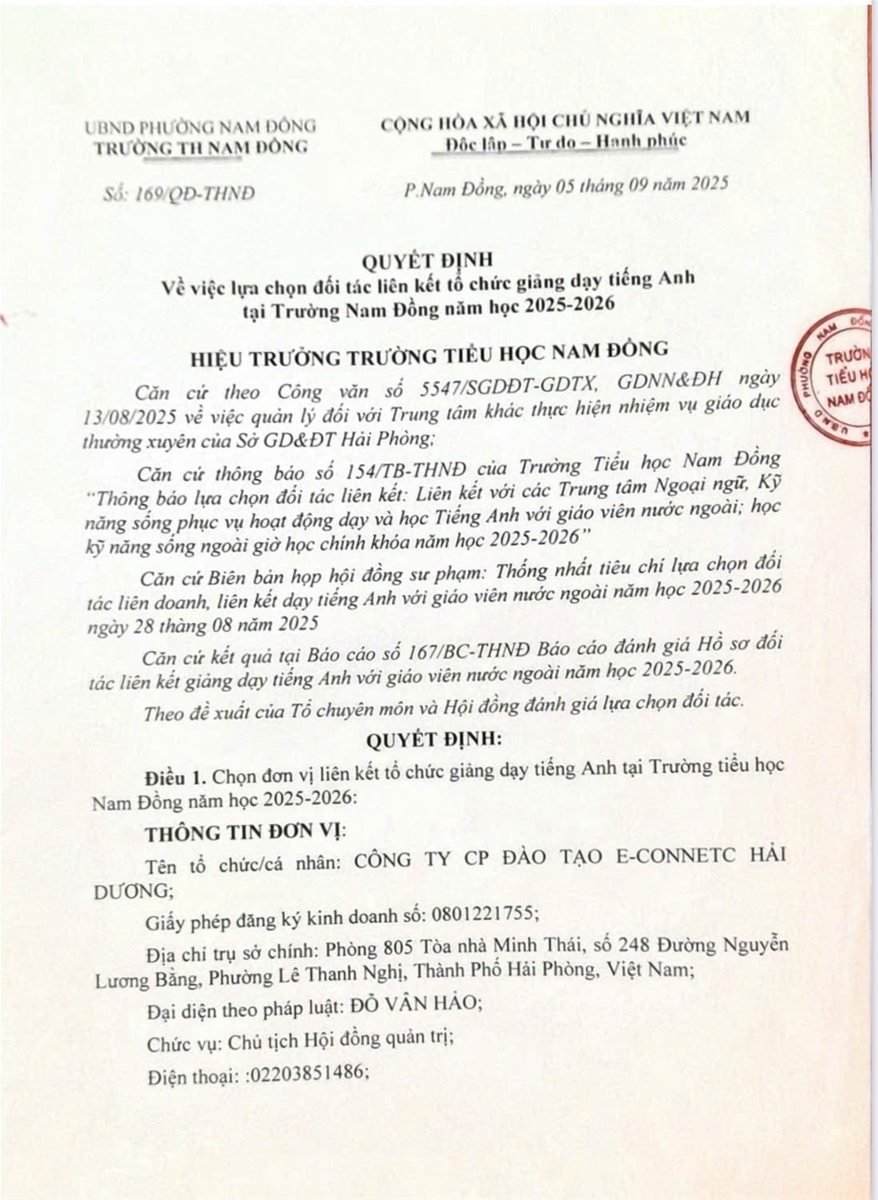 UBND PHƯỜNG NAM ĐỒNG
TRƯỜNG TH NAM ĐỒNG
CỘNG HÒA XÃ HỘI CHỦ NGHĨA VIỆT NAM
Độc lập – Tự do – Hạnh phúc
Số: 169/QĐ-THNĐ
P.Nam Đồng, ngày 05 tháng 09 năm 2025
QUYẾT ĐỊNH
Về việc lựa chọn đối tác liên kết tổ chức giảng dạy tiếng Anh
tại Trường Nam Đồng năm học 2025-2026
HIỆU TRƯỞNG TRƯỜNG TIỂU HỌC NAM ĐỒNG
Căn cứ theo Công văn số 5547/SGDĐT-GDTX, GDNN&ĐH ngày
13/08/2025 về việc quản lý đối với Trung tâm khác thực hiện nhiệm vụ giáo dục
thường xuyên của Sở GD&ĐT Hải Phòng;
Căn cứ thông báo số 154/TB-THNĐ của Trường Tiểu học Nam Đồng
“Thông báo lựa chọn đối tác liên kết: Liên kết với các Trung tâm Ngoại ngữ, Kỹ
năng sống phục vụ hoạt động dạy và học Tiếng Anh với giáo viên nước ngoài; học
kỹ năng sống ngoài giờ học chính khóa năm học 2025-2026”
Căn cứ Biên bản họp hội đồng sư phạm: Thống nhất tiêu chí lựa chọn đối
tác liên doanh, liên kết dạy tiếng Anh với giáo viên nước ngoài năm học 2025-2026
ngày 28 thàng 08 năm 2025
Căn cứ kết quả tại Báo cáo số 167/BC-THNĐ Báo cáo đánh giá Hồ sơ đối
tác liên kết giảng dạy tiếng Anh với giáo viên nước ngoài năm học 2025-2026.
Theo đề xuất của Tổ chuyên môn và Hội đồng đánh giá lựa chọn đối tác.
QUYẾT ĐỊNH:
Điều 1. Chọn đơn vị liên kết tổ chức giảng dạy tiếng Anh tại Trường tiểu học
Nam Đồng năm học 2025-2026:
THÔNG TIN ĐƠN VỊ:
Tên tổ chức/cá nhân: CÔNG TY CP ĐÀO TẠO E-CONNETC HẢI
DƯƠNG;
Giấy phép đăng ký kinh doanh số: 0801221755;
Địa chỉ trụ sở chính: Phòng 805 Tòa nhà Minh Thái, số 248 Đường Nguyễn
Lương Bằng, Phường Lê Thanh Nghị, Thành Phố Hải Phòng, Việt Nam;
Đại diện theo pháp luật: ĐỖ VÂN HẢO;
Chức vụ: Chủ tịch Hội đồng quản trị;
Điện thoại: :02203851486;
UBND PHƯỜNG NAM
TIỂU
NAM